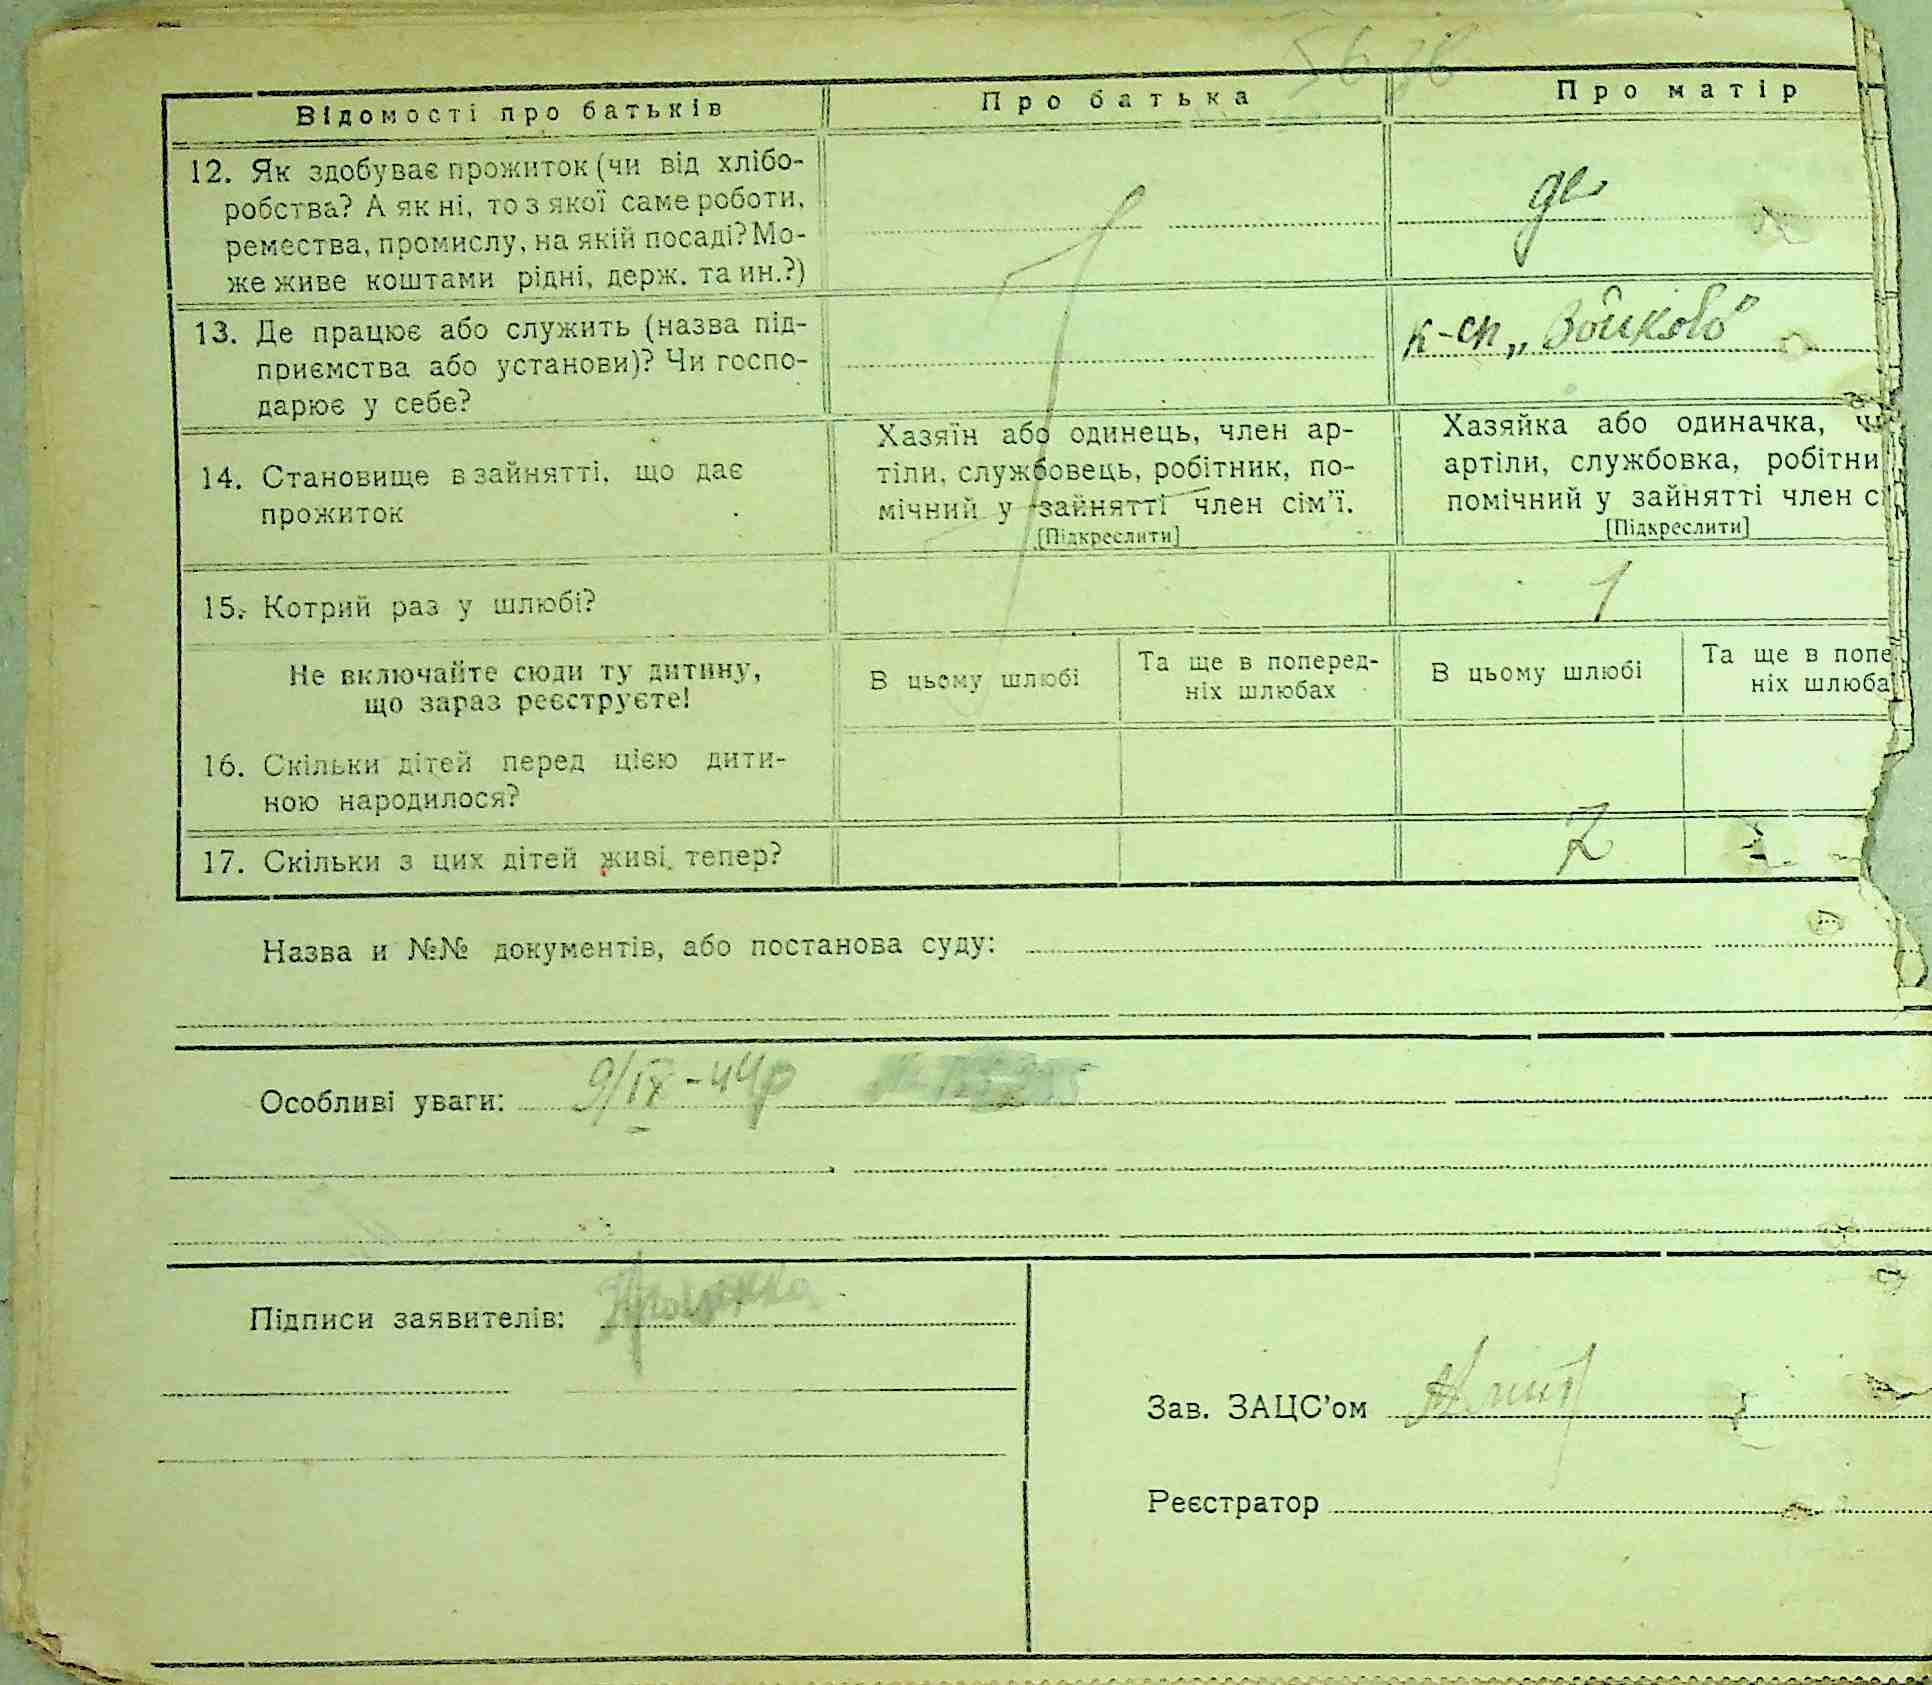 Відомості про батьків
Про батька
Про матір
12. Як здобуває прожиток (чи від хлібо-
робства? А як ні, то з якої саме роботи,
ремества, промислу, на якій посаді? Мо-
же живе коштами рідні, держ. та ин.?)
13. Де працює або служить (назва під-
приємства або установи)? Чи госпо-
дарює у себе?
к-сп „Войково"
14. Становище в зайнятті, що дає
прожиток
Хазяїн або одинець, член ар-
тіли, службовець, робітник, по-
мічний у зайнятті член сім'ї.
[Підкреслити]
Хазяйка або одиначка, ч
артіли, службовка, робітни
помічний у зайнятті член с
[Підкреслити]
15. Котрий раз у шлюбі?
1
Не включайте сюди ту дитину,
що зараз реєструєте!
В цьому шлюбі
Та ще в поперед-
ніх шлюбах
В цьому шлюбі
Та ще в попе
ніх шлюба
16. Скільки дітей перед цією дити-
ною народилося?
2
17. Скільки з цих дітей живі тепер?
Назва и №№ документів, або постанова суду:
Особливі уваги: 9/IX-44р
Підписи заявителів:
Зав. ЗАЦС'ом
Реєстратор